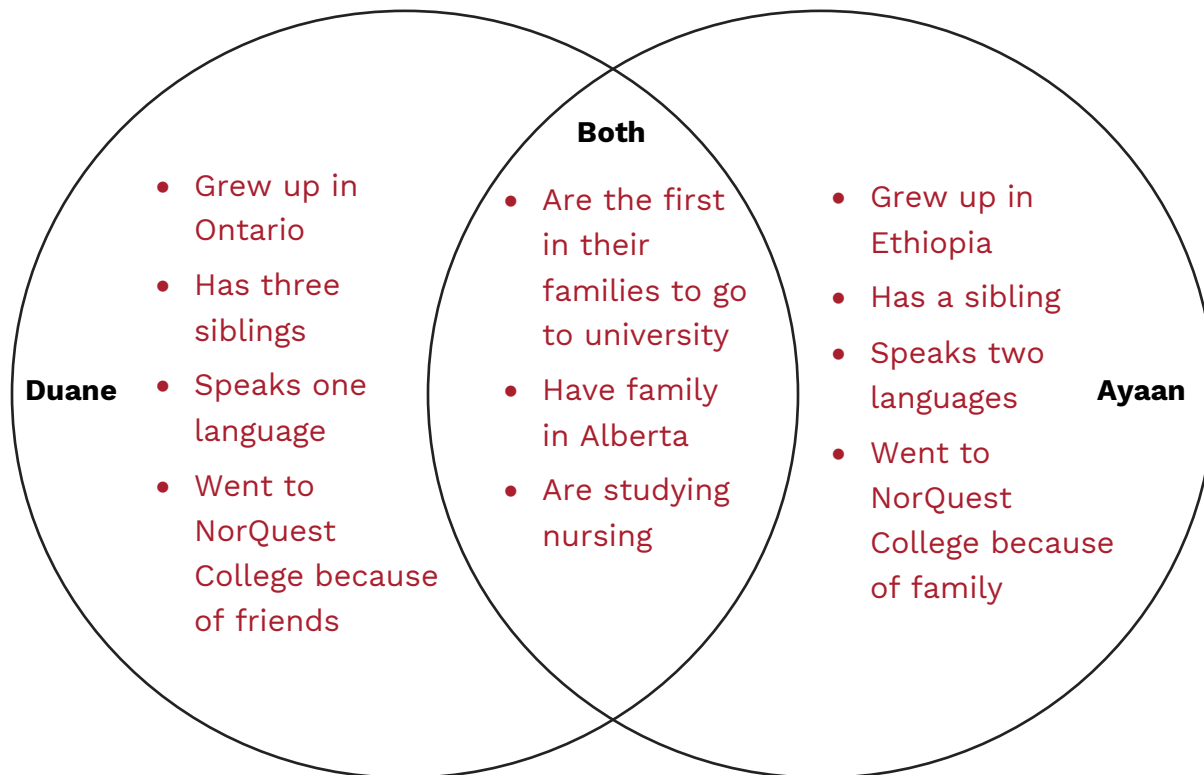 Duane
• Grew up in
Ontario
• Has three
siblings
• Speaks one
language
• Went to
NorQuest
College because
of friends
Both
• Are the first
in their
families to go
to university
• Have family
in Alberta
• Are studying
nursing
Ayaan
• Grew up in
Ethiopia
• Has a sibling
• Speaks two
languages
• Went to
NorQuest
College because
of family